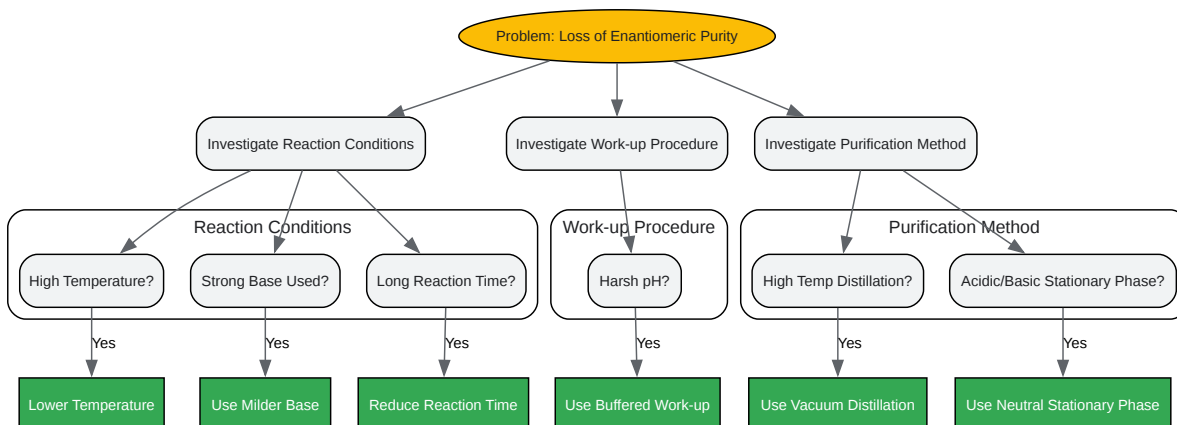 Problem: Loss of Enantiomeric Purity
Investigate Reaction Conditions
Investigate Work-up Procedure
Investigate Purification Method
Reaction Conditions
Work-up Procedure
Purification Method
High Temperature?
Strong Base Used?
Long Reaction Time?
Harsh pH?
High Temp Distillation?
Acidic/Basic Stationary Phase?
Yes
Yes
Yes
Yes
Yes
Yes
Lower Temperature
Use Milder Base
Reduce Reaction Time
Use Buffered Work-up
Use Vacuum Distillation
Use Neutral Stationary Phase